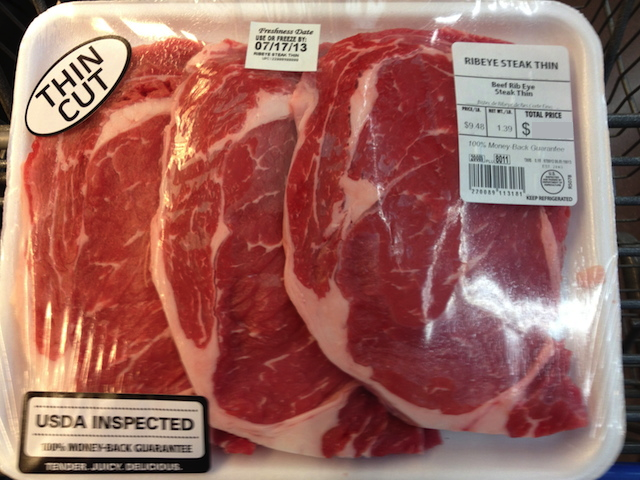 THIN
CUT
Freshness Date
USE OR FREEZE BY:
07/17/13
RIBEYE STEAK THIN
RIBEYE STEAK THIN
Beef Rib Eye
Steak Thin
PRICE/LB. NET WT./LB. TOTAL PRICE
$9.48 1.39 $
100% Money-Back Guarantee
8011
KEEP REFRIGERATED
USDA INSPECTED
100% MONEY-BACK GUARANTEE
TENDER. JUICY. DELICIOUS.